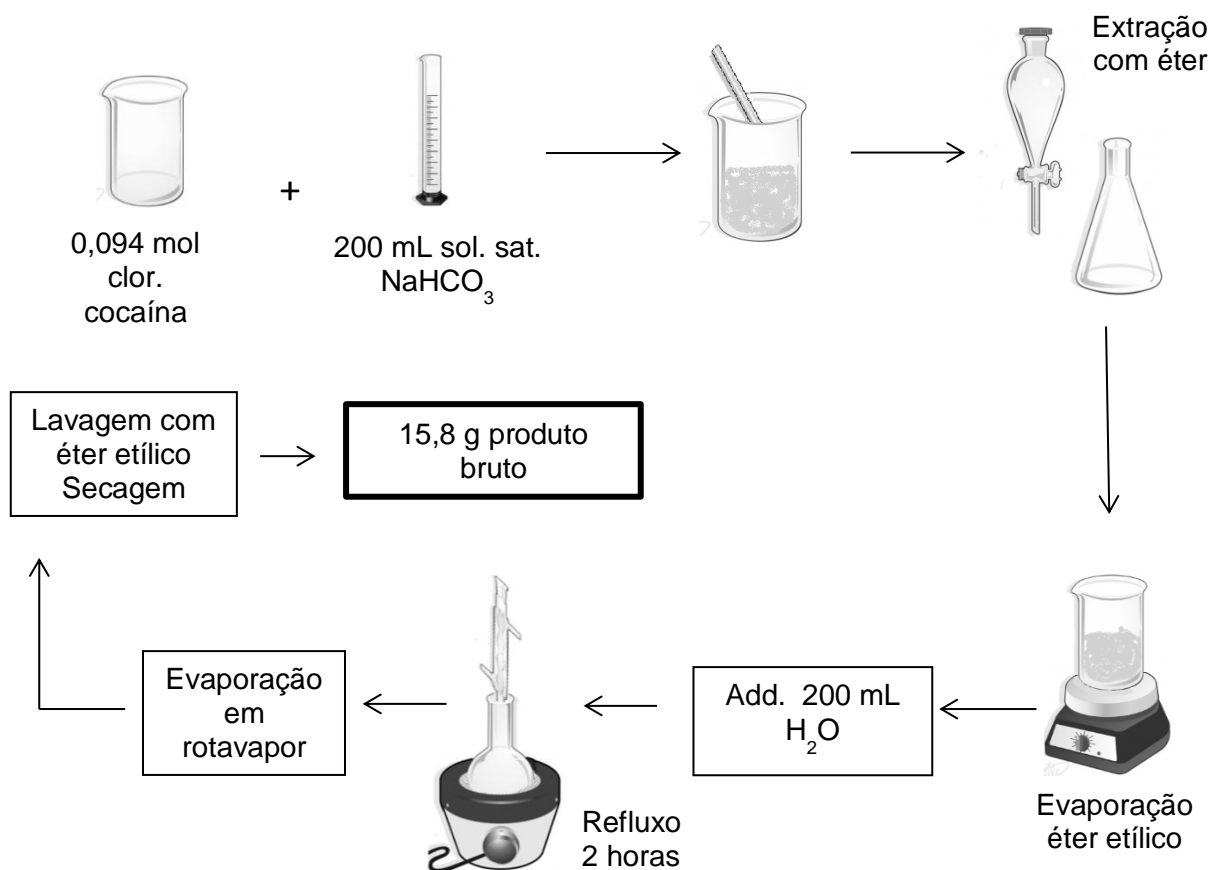 Extração
com éter
+
0,094 mol
clor.
cocaína
200 mL sol. sat.
NaHCO₃
Lavagem com
éter etílico
Secagem
15,8 g produto
bruto
Evaporação
em
rotavapor
Refluxo
2 horas
Add. 200 mL
H₂O
Evaporação
éter etílico